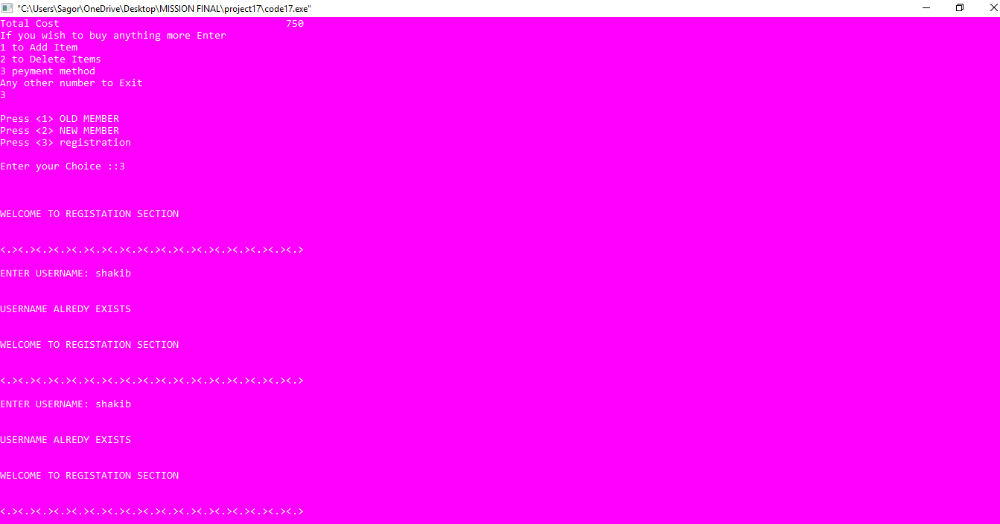 "C:\Users\Sagor\OneDrive\Desktop\MISSION FINAL\project17\code17.exe"
Total Cost 750
If you wish to buy anything more Enter
1 to Add Item
2 to Delete Items
3 peyment method
Any other number to Exit
3
Press <1> OLD MEMBER
Press <2> NEW MEMBER
Press <3> registration
Enter your Choice ::3
WELCOME TO REGISTATION SECTION
<.><.><.><.><.><.><.><.><.><.><.><.><.><.><.><.><.>
ENTER USERNAME: shakib
USERNAME ALREDY EXISTS
WELCOME TO REGISTATION SECTION
<.><.><.><.><.><.><.><.><.><.><.><.><.><.><.><.><.>
ENTER USERNAME: shakib
USERNAME ALREDY EXISTS
WELCOME TO REGISTATION SECTION
<.><.><.><.><.><.><.><.><.><.><.><.><.><.><.><.><.>